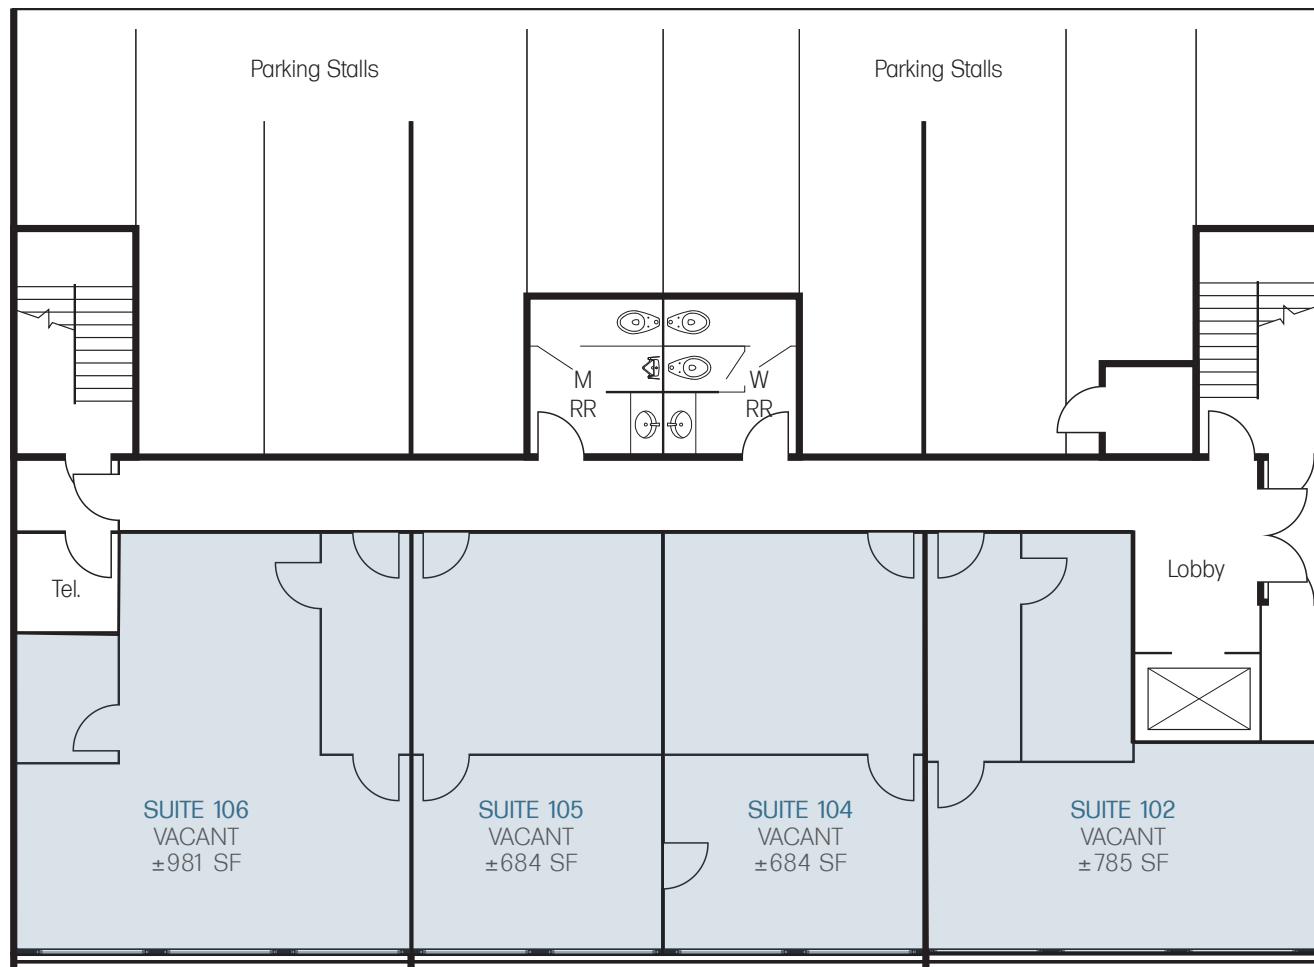 Parking Stalls
Parking Stalls
M
RR
W
RR
Tel.
Lobby
SUITE 106
VACANT
±981 SF
SUITE 105
VACANT
±684 SF
SUITE 104
VACANT
±684 SF
SUITE 102
VACANT
±785 SF